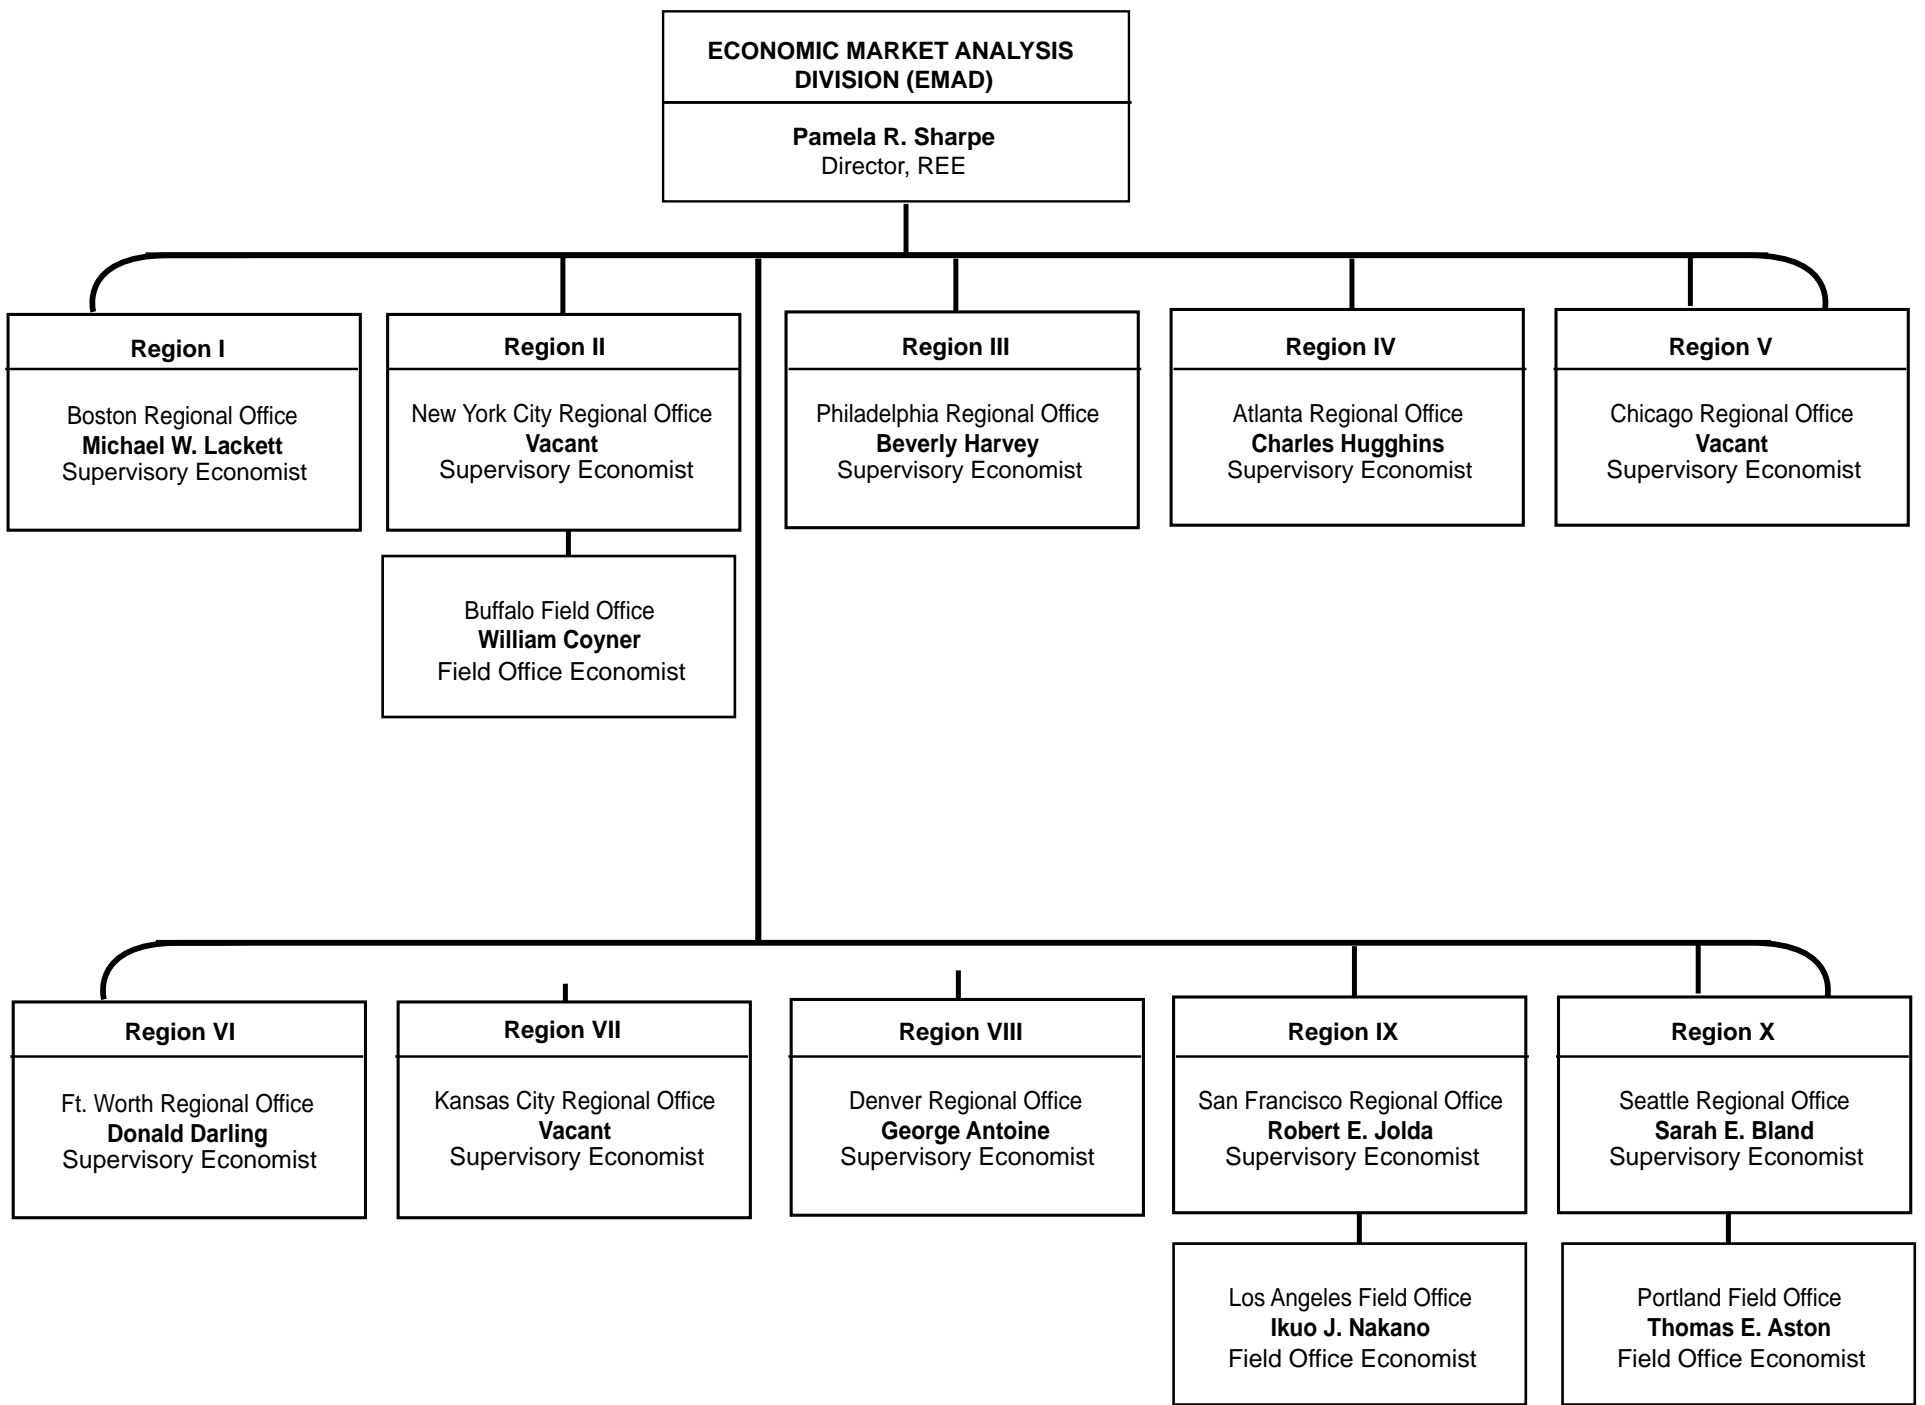 ECONOMIC MARKET ANALYSIS
DIVISION (EMAD)
Pamela R. Sharpe
Director, REE
Region I
Boston Regional Office
Michael W. Lackett
Supervisory Economist
Region II
New York City Regional Office
Vacant
Supervisory Economist
Buffalo Field Office
William Coyner
Field Office Economist
Region III
Philadelphia Regional Office
Beverly Harvey
Supervisory Economist
Region IV
Atlanta Regional Office
Charles Hugghins
Supervisory Economist
Region V
Chicago Regional Office
Vacant
Supervisory Economist
Region VI
Ft. Worth Regional Office
Donald Darling
Supervisory Economist
Region VII
Kansas City Regional Office
Vacant
Supervisory Economist
Region VIII
Denver Regional Office
George Antoine
Supervisory Economist
Region IX
San Francisco Regional Office
Robert E. Jolda
Supervisory Economist
Los Angeles Field Office
Ikuo J. Nakano
Field Office Economist
Region X
Seattle Regional Office
Sarah E. Bland
Supervisory Economist
Portland Field Office
Thomas E. Aston
Field Office Economist